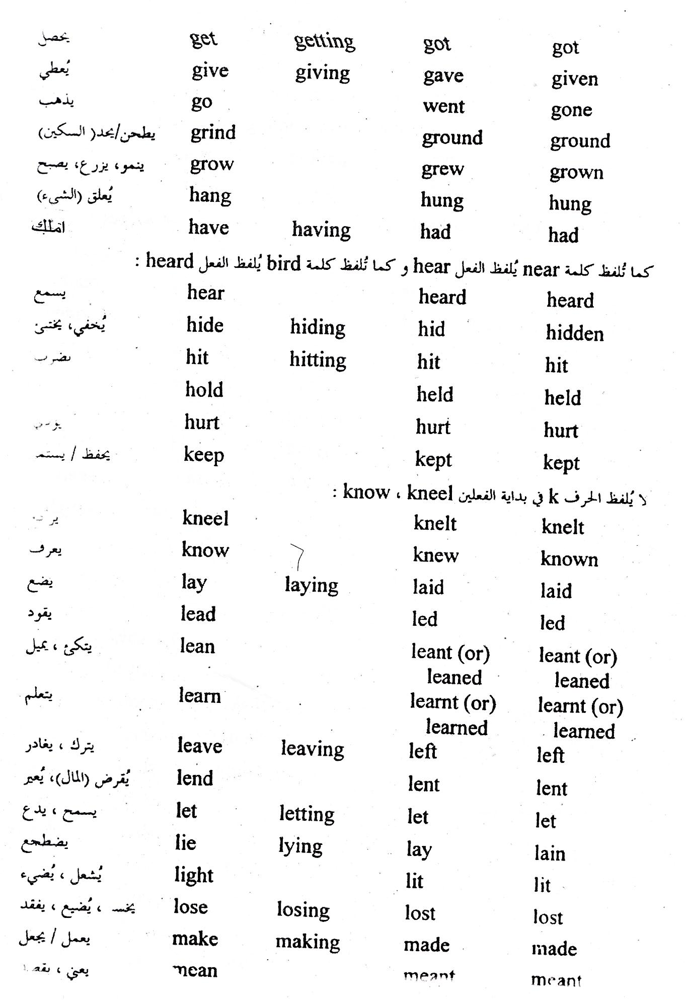 يحصل get getting got got
يُعطي give giving gave given
يذهب go went gone
يطحن/يحد( السكين) grind ground ground
ينمو، يزرع، يصبح grow grew grown
يُعلق (الشيء) hang hung hung
املك have having had had
كما تُلفظ كلمة near يُلفظ الفعل hear و كما تُلفظ كلمة bird يُلفظ الفعل heard :
يسمع hear heard heard
يُخفي، يختبئ hide hiding hid hidden
يضرب hit hitting hit hit
hold held held
hurt hurt hurt
يحفظ / keep kept kept
لا يُلفظ الحرف k في بداية الفعلين know ، kneel :
kneel knelt knelt
يعرف know knew known
يضع lay laying laid laid
يقود lead led led
يتكئ ، يميل lean leant (or) leant (or)
leaned leaned
يتعلم learn learnt (or) learnt (or)
learned learned
يترك ، يغادر leave leaving left left
يُقرض (المال)، يُعير lend lent lent
يسمح ، يدع let letting let let
يضطجع lie lying lay lain
يُشعل ، يُضيء light lit lit
، يُضيع ، يفقد lose losing lost lost
يعمل / يجعل make making made made
يعني ، mean meant meant